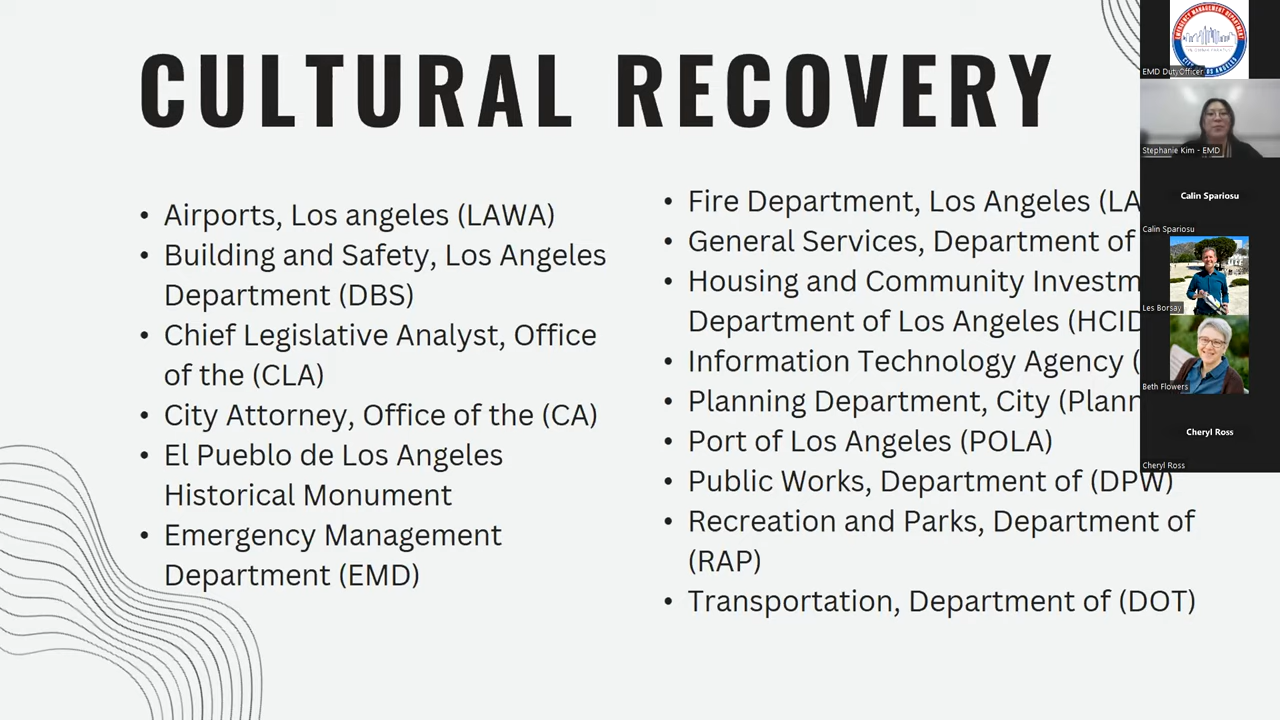 CULTURAL RECOVERY
• Airports, Los angeles (LAWA)
• Building and Safety, Los Angeles
Department (DBS)
• Chief Legislative Analyst, Office
of the (CLA)
• City Attorney, Office of the (CA)
• El Pueblo de Los Angeles
Historical Monument
• Emergency Management
Department (EMD)
• Fire Department, Los Angeles (LA
• General Services, Department of
• Housing and Community Investm
Department of Los Angeles (HCID
• Information Technology Agency (
• Planning Department, City (Plann
• Port of Los Angeles (POLA)
• Public Works, Department of (DPW)
• Recreation and Parks, Department of
(RAP)
• Transportation, Department of (DOT)
EMERGENCY MANAGEMENT DEPARTMENT
EMD DutyOfficer
Stephanie Kim - EMD
Calin Spariosu
Calin Spariosu
Les Borsay
Beth Flowers
Cheryl Ross
Cheryl Ross